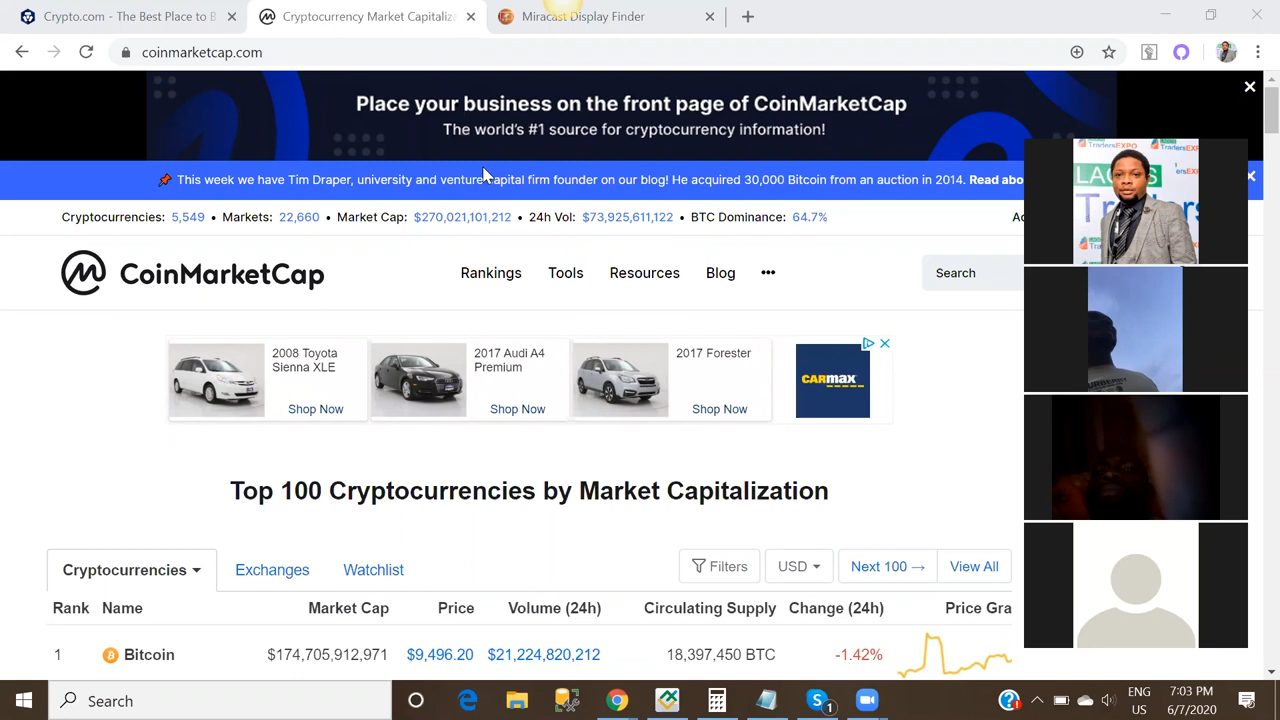 Crypto.com - The Best Place to B
Cryptocurrency Market Capitaliza
Miracast Display Finder
coinmarketcap.com
Place your business on the front page of CoinMarketCap
The world's #1 source for cryptocurrency information!
This week we have Tim Draper, university and venture capital firm founder on our blog! He acquired 30,000 Bitcoin from an auction in 2014. Read abo
Cryptocurrencies: 5,549 • Markets: 22,660 • Market Cap: $270,021,101,212 • 24h Vol: $73,925,611,122 • BTC Dominance: 64.7%
CoinMarketCap
Rankings Tools Resources Blog
Search
2008 Toyota
Sienna XLE
Shop Now
2017 Audi A4
Premium
Shop Now
2017 Forester
Shop Now
CARMAX
Top 100 Cryptocurrencies by Market Capitalization
Cryptocurrencies Exchanges Watchlist Filters USD Next 100 → View All
Rank Name Market Cap Price Volume (24h) Circulating Supply Change (24h) Price Gra
1 Bitcoin $174,705,912,971 $9,496.20 $21,224,820,212 18,397,450 BTC -1.42%
TradersEXPO
Search
1
ENG
US
7:03 PM
6/7/2020